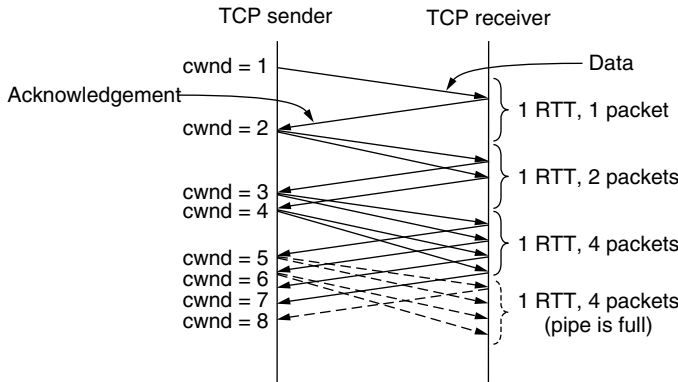 TCP sender
TCP receiver
cwnd = 1
Data
Acknowledgement
1 RTT, 1 packet
cwnd = 2
1 RTT, 2 packets
cwnd = 3
cwnd = 4
1 RTT, 4 packets
cwnd = 5
cwnd = 6
cwnd = 7
1 RTT, 4 packets
(pipe is full)
cwnd = 8